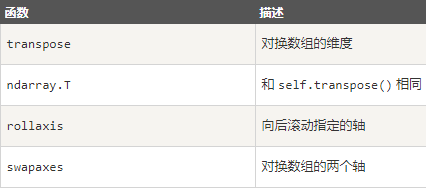 函数 描述
transpose 对换数组的维度
ndarray.T 和 self.transpose() 相同
rollaxis 向后滚动指定的轴
swapaxes 对换数组的两个轴